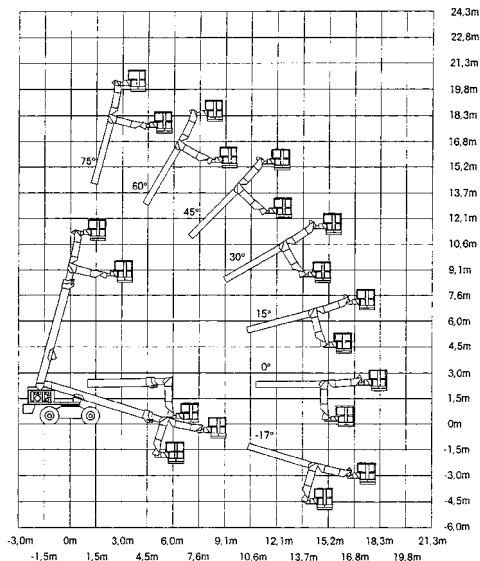 24,3m
22,8m
21,3m
19,8m
18,3m
16,8m
15,2m
13,7m
12,1m
10,6m
9,1m
7,6m
6,0m
4,5m
3,0m
1,5m
0m
-1,5m
-3,0m
-4,5m
-6,0m
75°
60°
45°
30°
15°
0°
-17°
-3,0m 0m 3,0m 6,0m 9,1m 12,1m 15,2m 18,3m 21,3m
-1,5m 1,5m 4,5m 7,6m 10,6m 13,7m 16,8m 19,8m